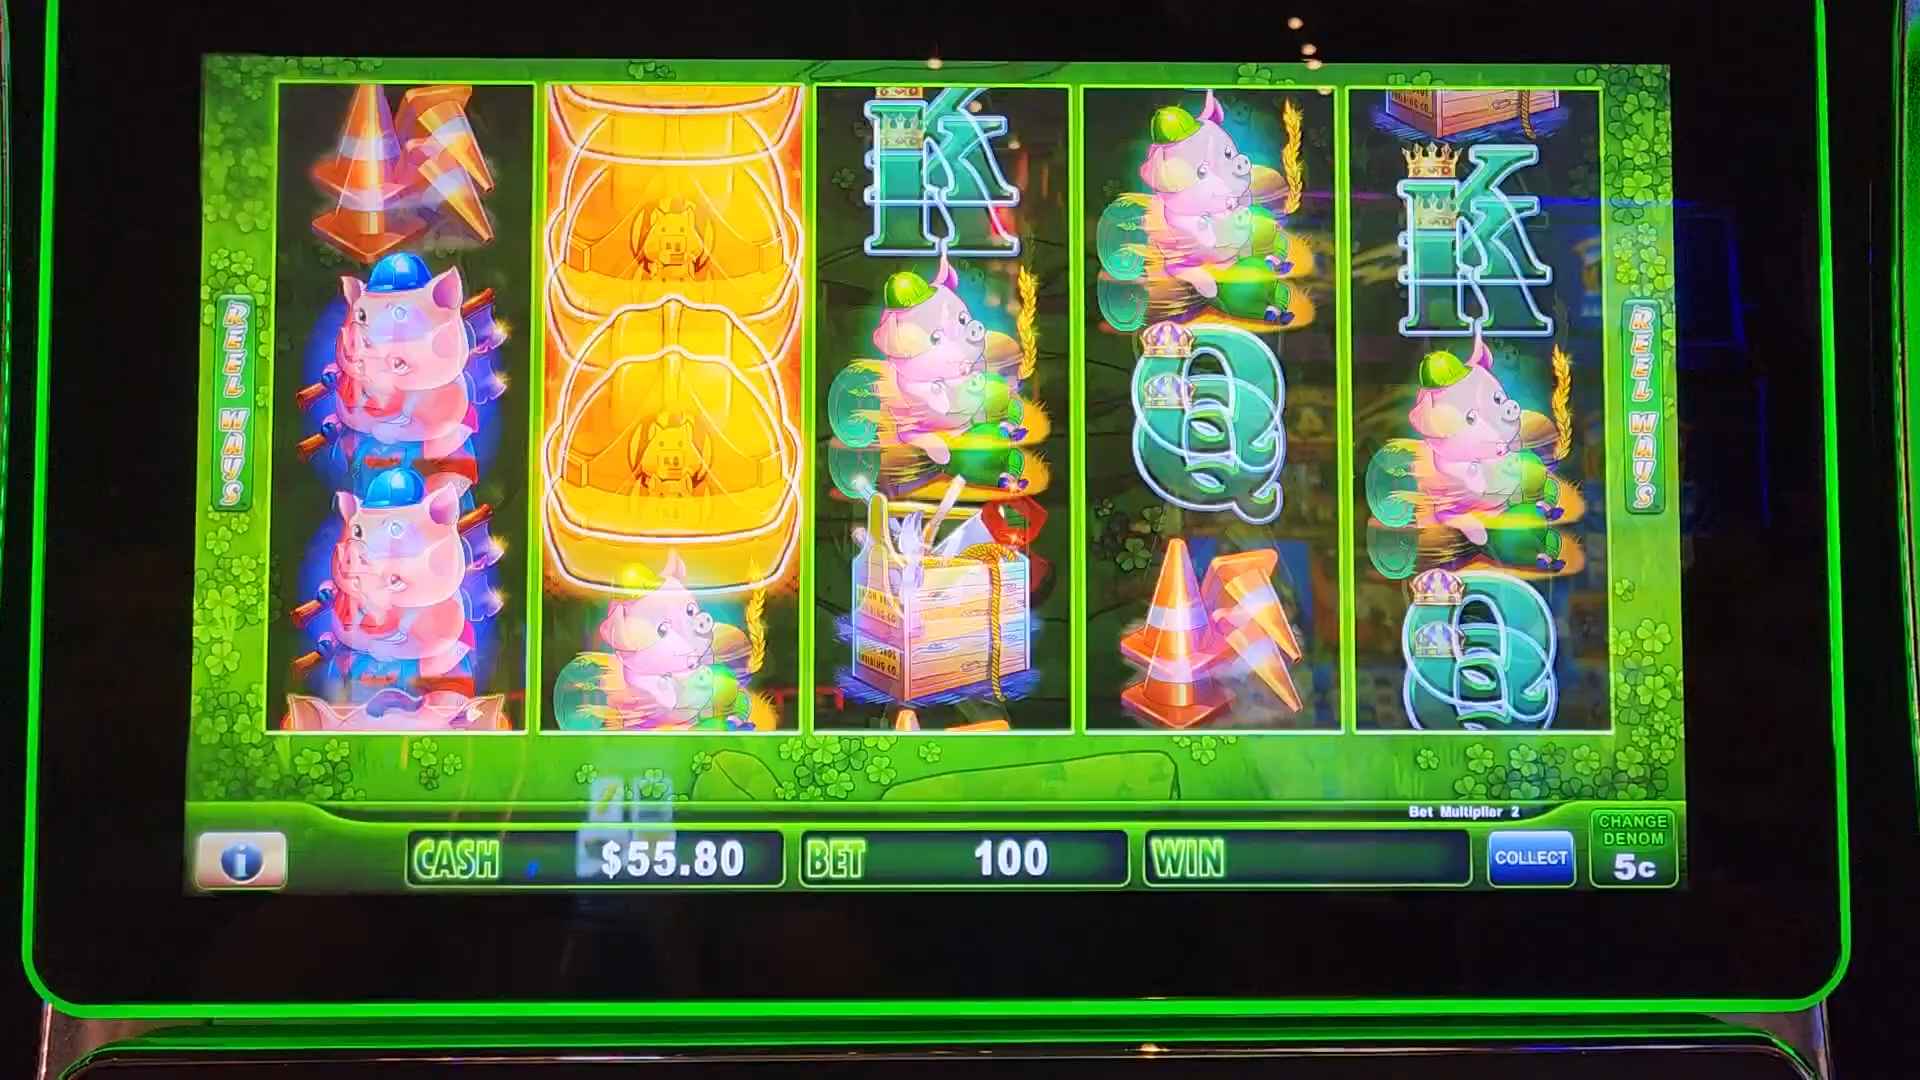 REEL WAYS
REEL WAYS
K
K
Q
Q
Bet Multiplier 2
CASH $55.80
BET 100
WIN
COLLECT
CHANGE
DENOM
5c